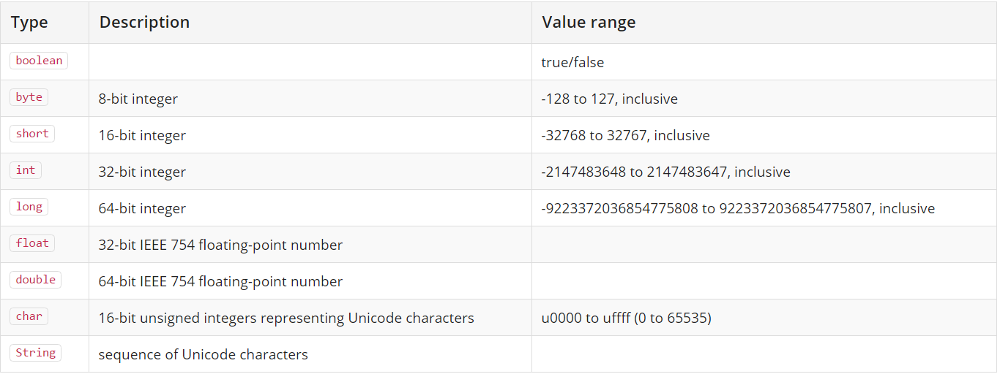 Type Description Value range
boolean true/false
byte 8-bit integer -128 to 127, inclusive
short 16-bit integer -32768 to 32767, inclusive
int 32-bit integer -2147483648 to 2147483647, inclusive
long 64-bit integer -9223372036854775808 to 9223372036854775807, inclusive
float 32-bit IEEE 754 floating-point number
double 64-bit IEEE 754 floating-point number
char 16-bit unsigned integers representing Unicode characters u0000 to uffff (0 to 65535)
String sequence of Unicode characters